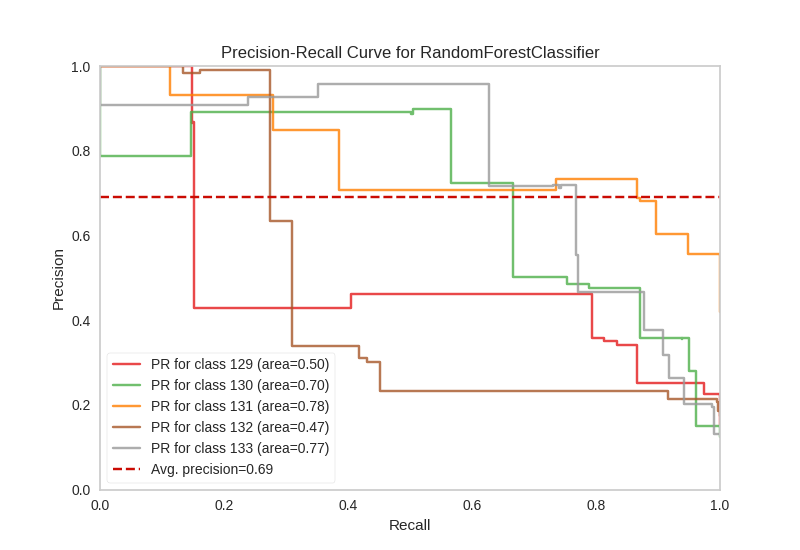 Precision-Recall Curve for RandomForestClassifier
1.0
0.8
0.6
0.4
0.2
0.0
Precision
PR for class 129 (area=0.50)
PR for class 130 (area=0.70)
PR for class 131 (area=0.78)
PR for class 132 (area=0.47)
PR for class 133 (area=0.77)
Avg. precision=0.69
0.0 0.2 0.4 0.6 0.8 1.0
Recall